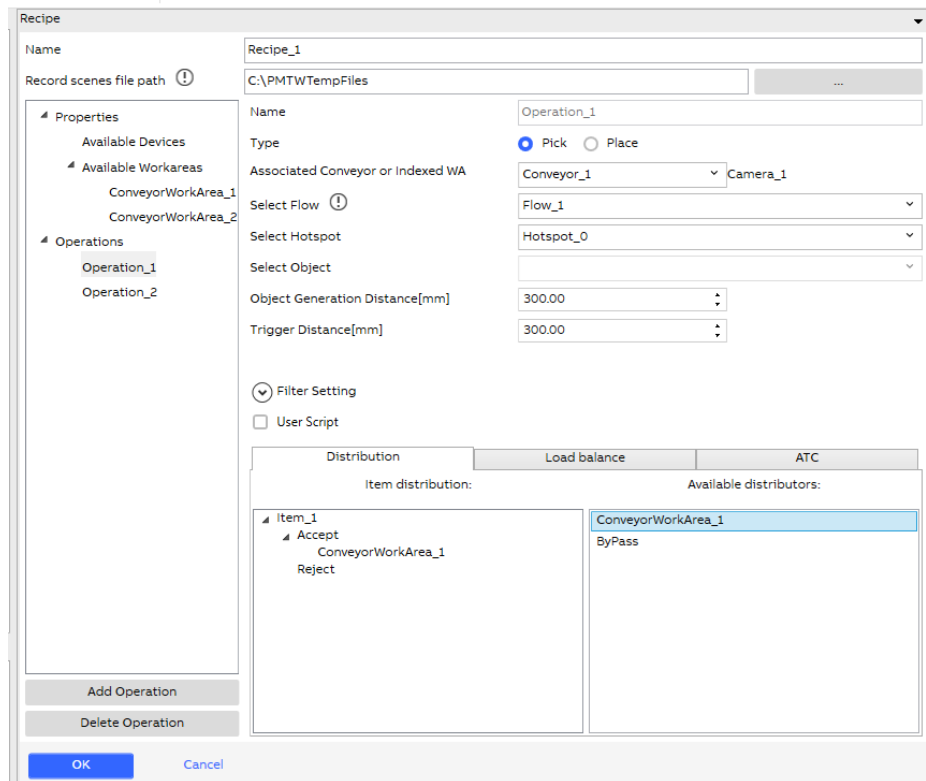 Recipe
Name
Recipe_1
Record scenes file path
C:\PMTWTempFiles
...
Properties
Available Devices
Available Workareas
ConveyorWorkArea_1
ConveyorWorkArea_2
Operations
Operation_1
Operation_2
Add Operation
Delete Operation
Name
Operation_1
Type
Pick
Place
Associated Conveyor or Indexed WA
Conveyor_1
Camera_1
Select Flow
Flow_1
Select Hotspot
Hotspot_0
Select Object
Object Generation Distance[mm]
300.00
Trigger Distance[mm]
300.00
Filter Setting
User Script
Distribution
Load balance
ATC
Item distribution:
Available distributors:
Item_1
Accept
ConveyorWorkArea_1
Reject
ConveyorWorkArea_1
ByPass
OK
Cancel